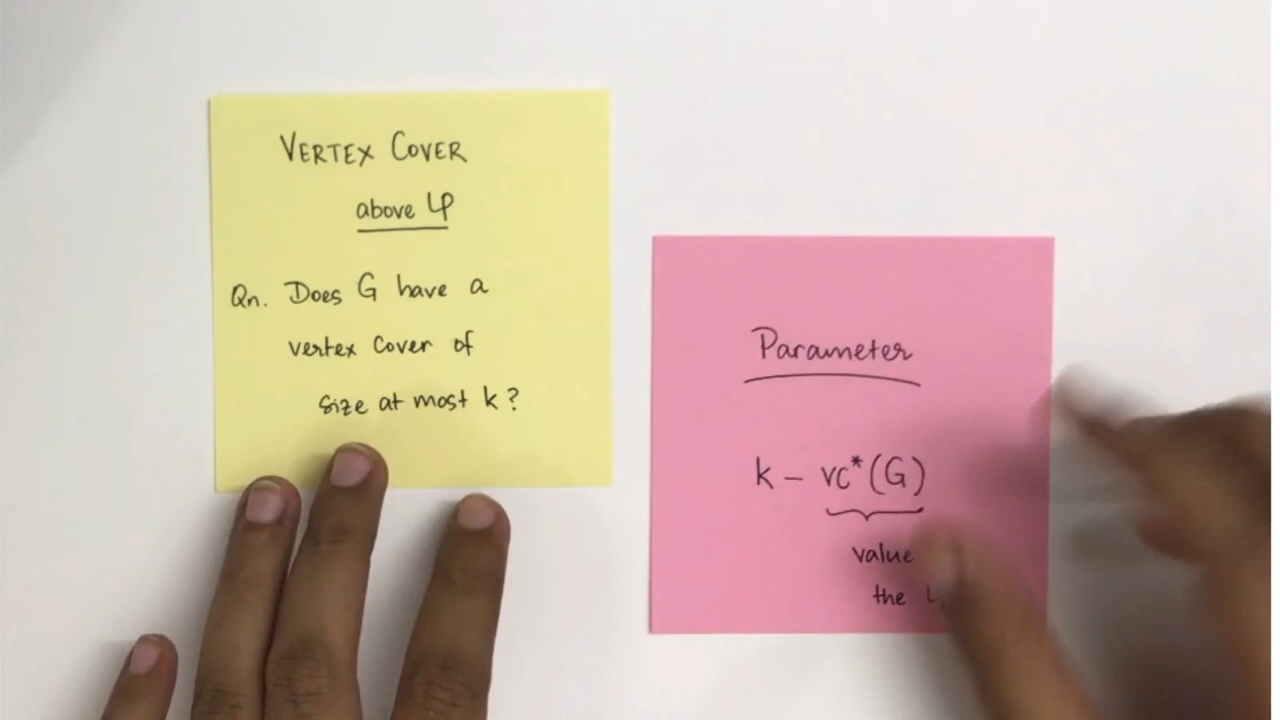 VERTEX COVER
above LP
Qn. Does G have a
vertex cover of
size at most k?
Parameter
k - vc*(G)
value
the